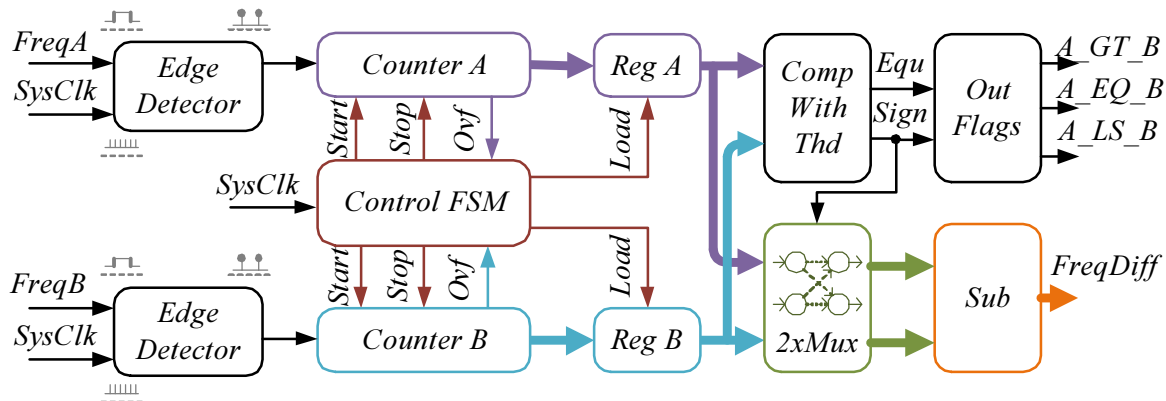 FreqA
SysClk
Edge
Detector
Counter A
Reg A
Comp
With
Thd
Equ
Sign
Out
Flags
A_GT_B
A_EQ_B
A_LS_B
Start
Stop
Ovf
Load
SysClk
Control FSM
Start
Stop
Ovf
Load
FreqB
SysClk
Edge
Detector
Counter B
Reg B
2xMux
Sub
FreqDiff